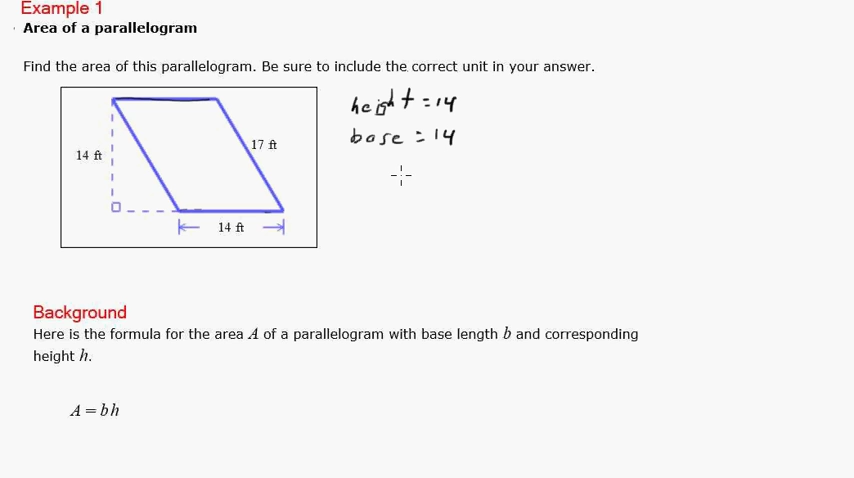 Example 1
Area of a parallelogram
Find the area of this parallelogram. Be sure to include the correct unit in your answer.
height = 14
base = 14
17 ft
14 ft
14 ft
Background
Here is the formula for the area A of a parallelogram with base length b and corresponding
height h.
A = bh